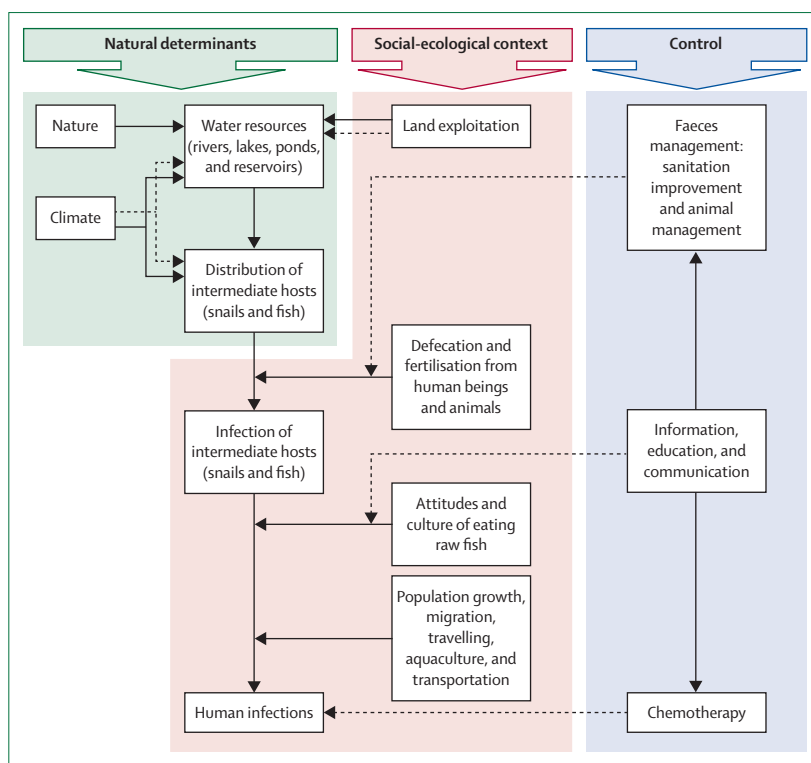 Natural determinants
Social-ecological context
Control
Nature
Water resources
(rivers, lakes, ponds,
and reservoirs)
Land exploitation
Faeces
management:
sanitation
improvement
and animal
management
Climate
Distribution of
intermediate hosts
(snails and fish)
Defecation and
fertilisation from
human beings
and animals
Infection of
intermediate hosts
(snails and fish)
Information,
education, and
communication
Attitudes and
culture of eating
raw fish
Population growth,
migration,
travelling,
aquaculture, and
transportation
Human infections
Chemotherapy